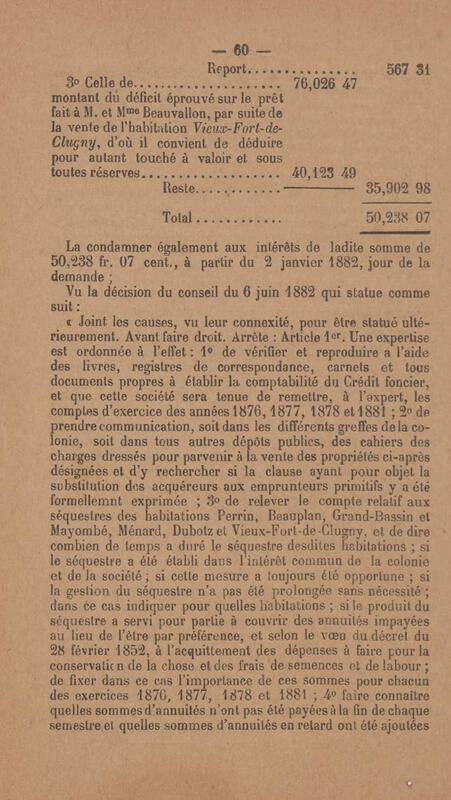 — 60 —
Report............... 567 31
3o Celle de.................... 76,026 47
montant du déficit éprouvé sur le prêt
fait à M. et Mme Beauvallon, par suite de
la vente de l'habitation Vieux-Fort-de-
Clugny, d'où il convient de déduire
pour autant touché à valoir et sous
toutes réserves................... 40,123 49
Reste..........———— 35,902 98
Total............ 50,238 07
La condamner également aux intérêts de ladite somme de
50,238 fr. 07 cent., à partir du 2 janvier 1882, jour de la
demande ;
Vu la décision du conseil du 6 juin 1882 qui statue comme
suit :
« Joint les causes, vu leur connexité, pour être statué ulté-
rieurement. Avant faire droit. Arrête : Article 1er. Une expertise
est ordonnée à l'effet : 1o de vérifier et reproduire a l'aide
des livres, registres de correspondance, carnets et tous
documents propres à établir la comptabilité du Crédit foncier,
et que cette société sera tenue de remettre, à l'expert, les
comptes d'exercice des années 1876, 1877, 1878 et 1881 ; 2o de
prendre communication, soit dans les différents greffes de la co-
lonie, soit dans tous autres dépôts publics, des cahiers des
charges dressés pour parvenir à la vente des propriétés ci-après
désignées et d'y rechercher si la clause ayant pour objet la
substitution des acquéreurs aux emprunteurs primitifs y a été
formellemnt exprimée ; 3o de relever le compte relatif aux
séquestres des habitations Perrin, Beauplan, Grand-Bassin et
Mayombé, Ménard, Dubotz et Vieux-Fort-de-Clugny, et de dire
combien de temps a duré le séquestre desdites habitations ; si
le séquestre a été établi dans l'intérêt commun de la colonie
et de la société ; si cette mesure a toujours été opportune ; si
la gestion du séquestre n'a pas été prolongée sans nécessité ;
dans ce cas indiquer pour quelles habitations ; si le produit du
séquestre a servi pour partie à couvrir des annuités impayées
au lieu de l'être par préférence, et selon le vœu du décret du
28 février 1852, à l'acquittement des dépenses à faire pour la
conservation de la chose et des frais de semences et de labour ;
de fixer dans ce cas l'importance de ces sommes pour chacun
des exercices 1876, 1877, 1878 et 1881 ; 4o faire connaître
quelles sommes d'annuités n'ont pas été payées à la fin de chaque
semestre et quelles sommes d'annuités en retard ont été ajoutées